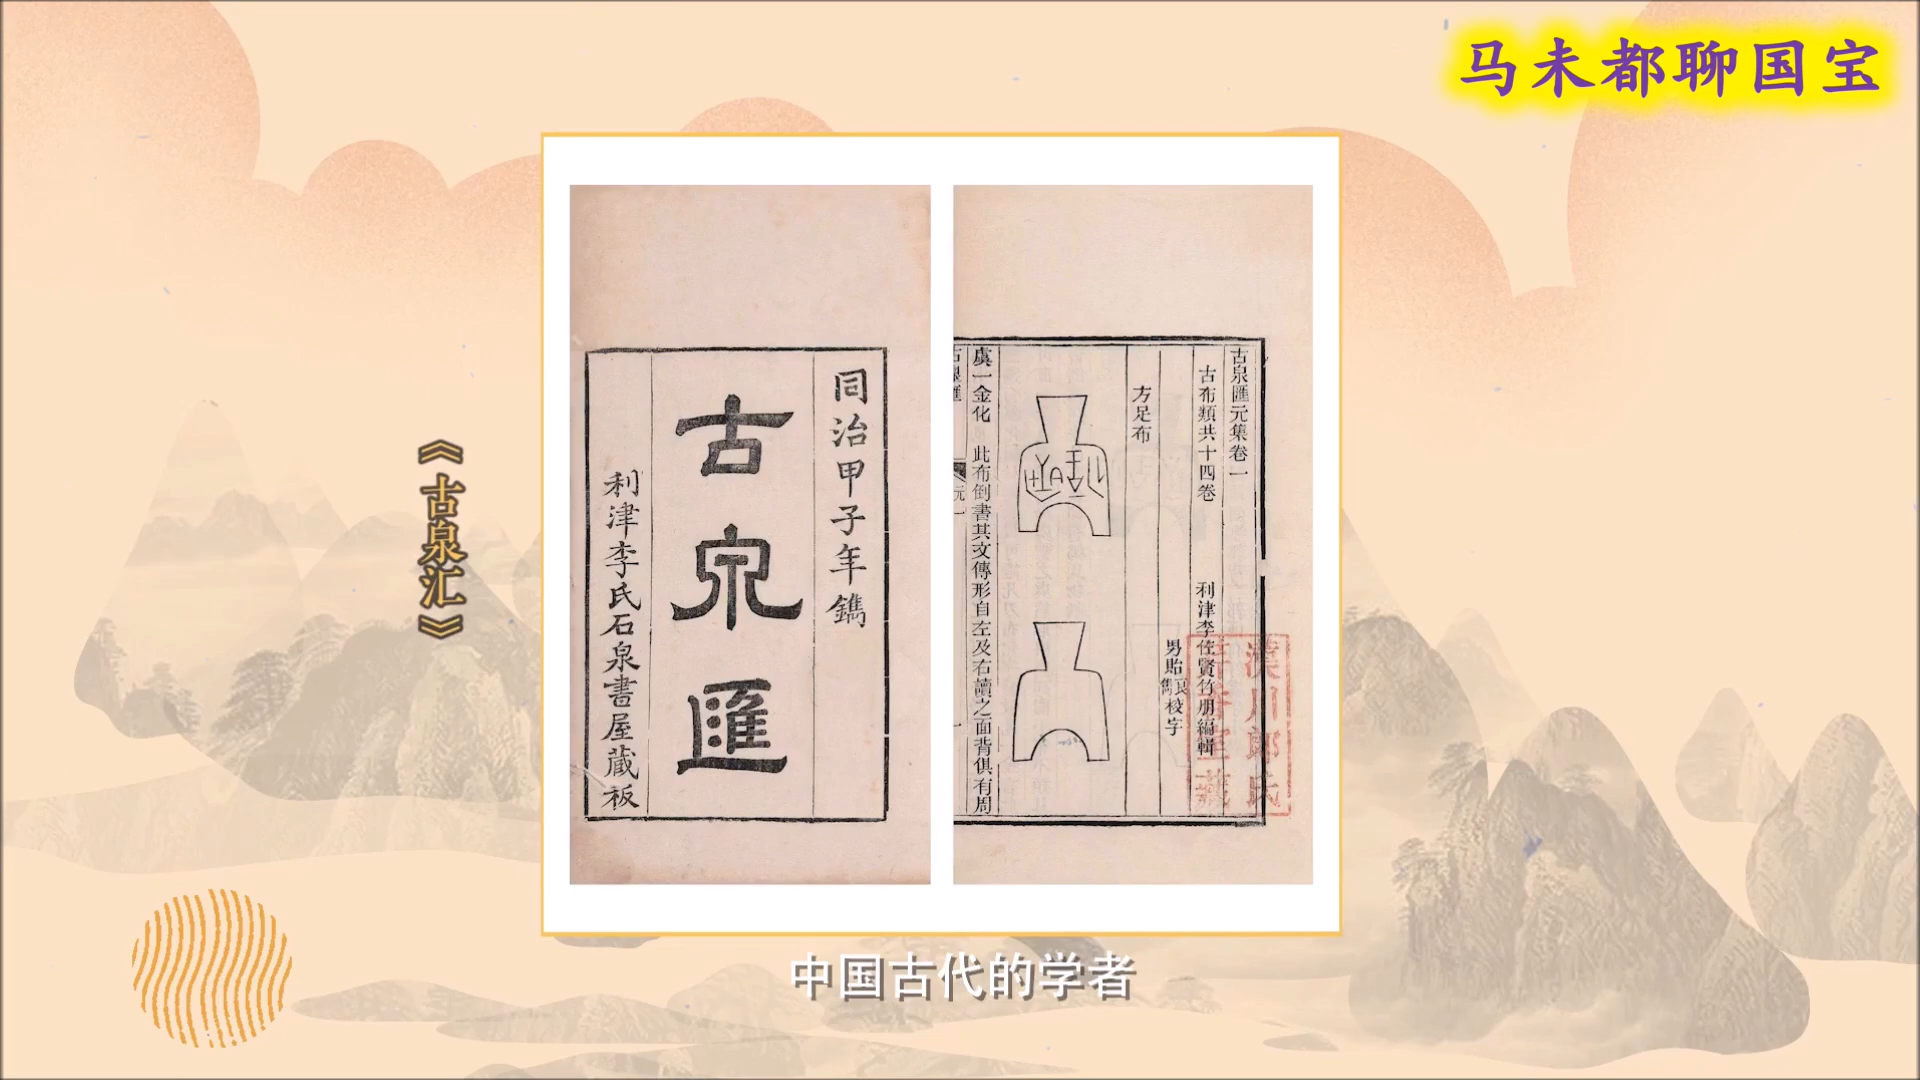 马未都聊国宝
《古泉汇》
同治甲子年鐫
古泉匯
利津李氏石泉書屋藏板
古泉匯元集卷一
古布類共十四卷
利津李佐賢竹朋編輯
男貽
校字
方足布
虞一金化 此布倒書其文傳形自左及右讀之面背俱有周
中国古代的学者